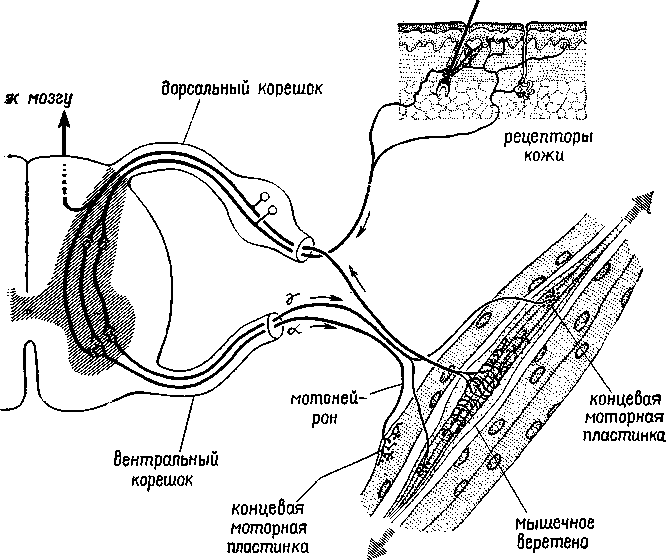 дорсальный корешок
к мозгу
рецепторы
кожи
γ
α
мотоней-
рон
концевая
моторная
пластинка
вентральный
корешок
концевая
моторная
пластинка
мышечное
веретено